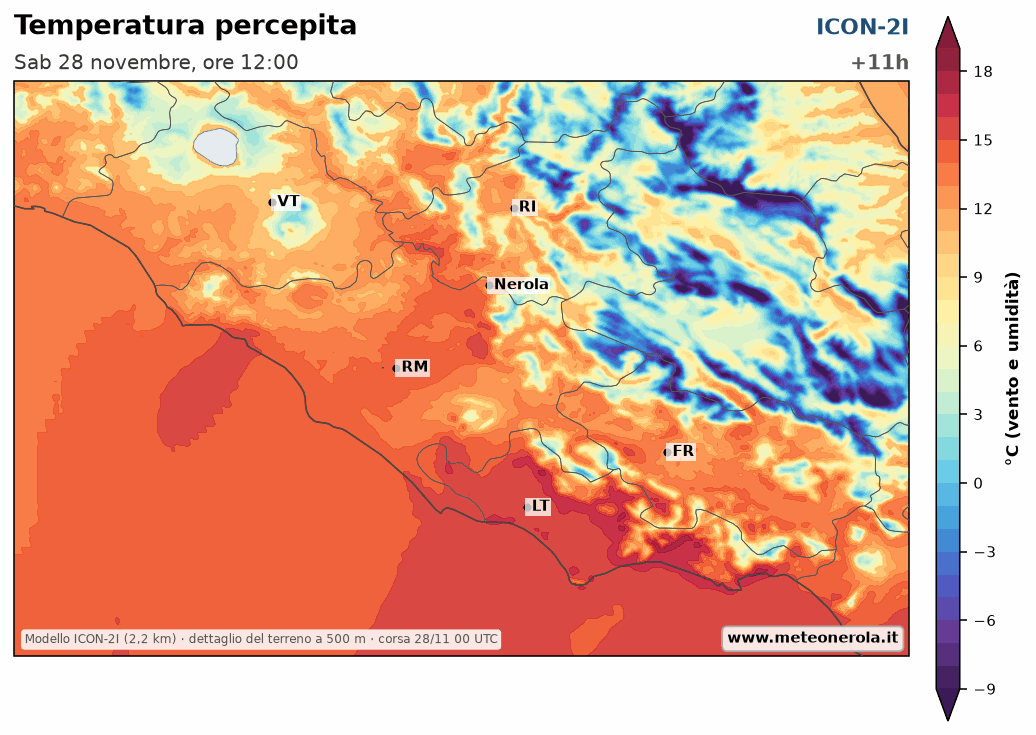 Temperatura percepita
ICON-2I
Sab 28 novembre, ore 12:00
+11h
VT
RI
Nerola
RM
FR
LT
Modello ICON-2I (2,2 km) · dettaglio del terreno a 500 m · corsa 28/11 00 UTC
www.meteonerola.it
18
15
12
9
6
3
0
−3
−6
−9
°C (vento e umidità)